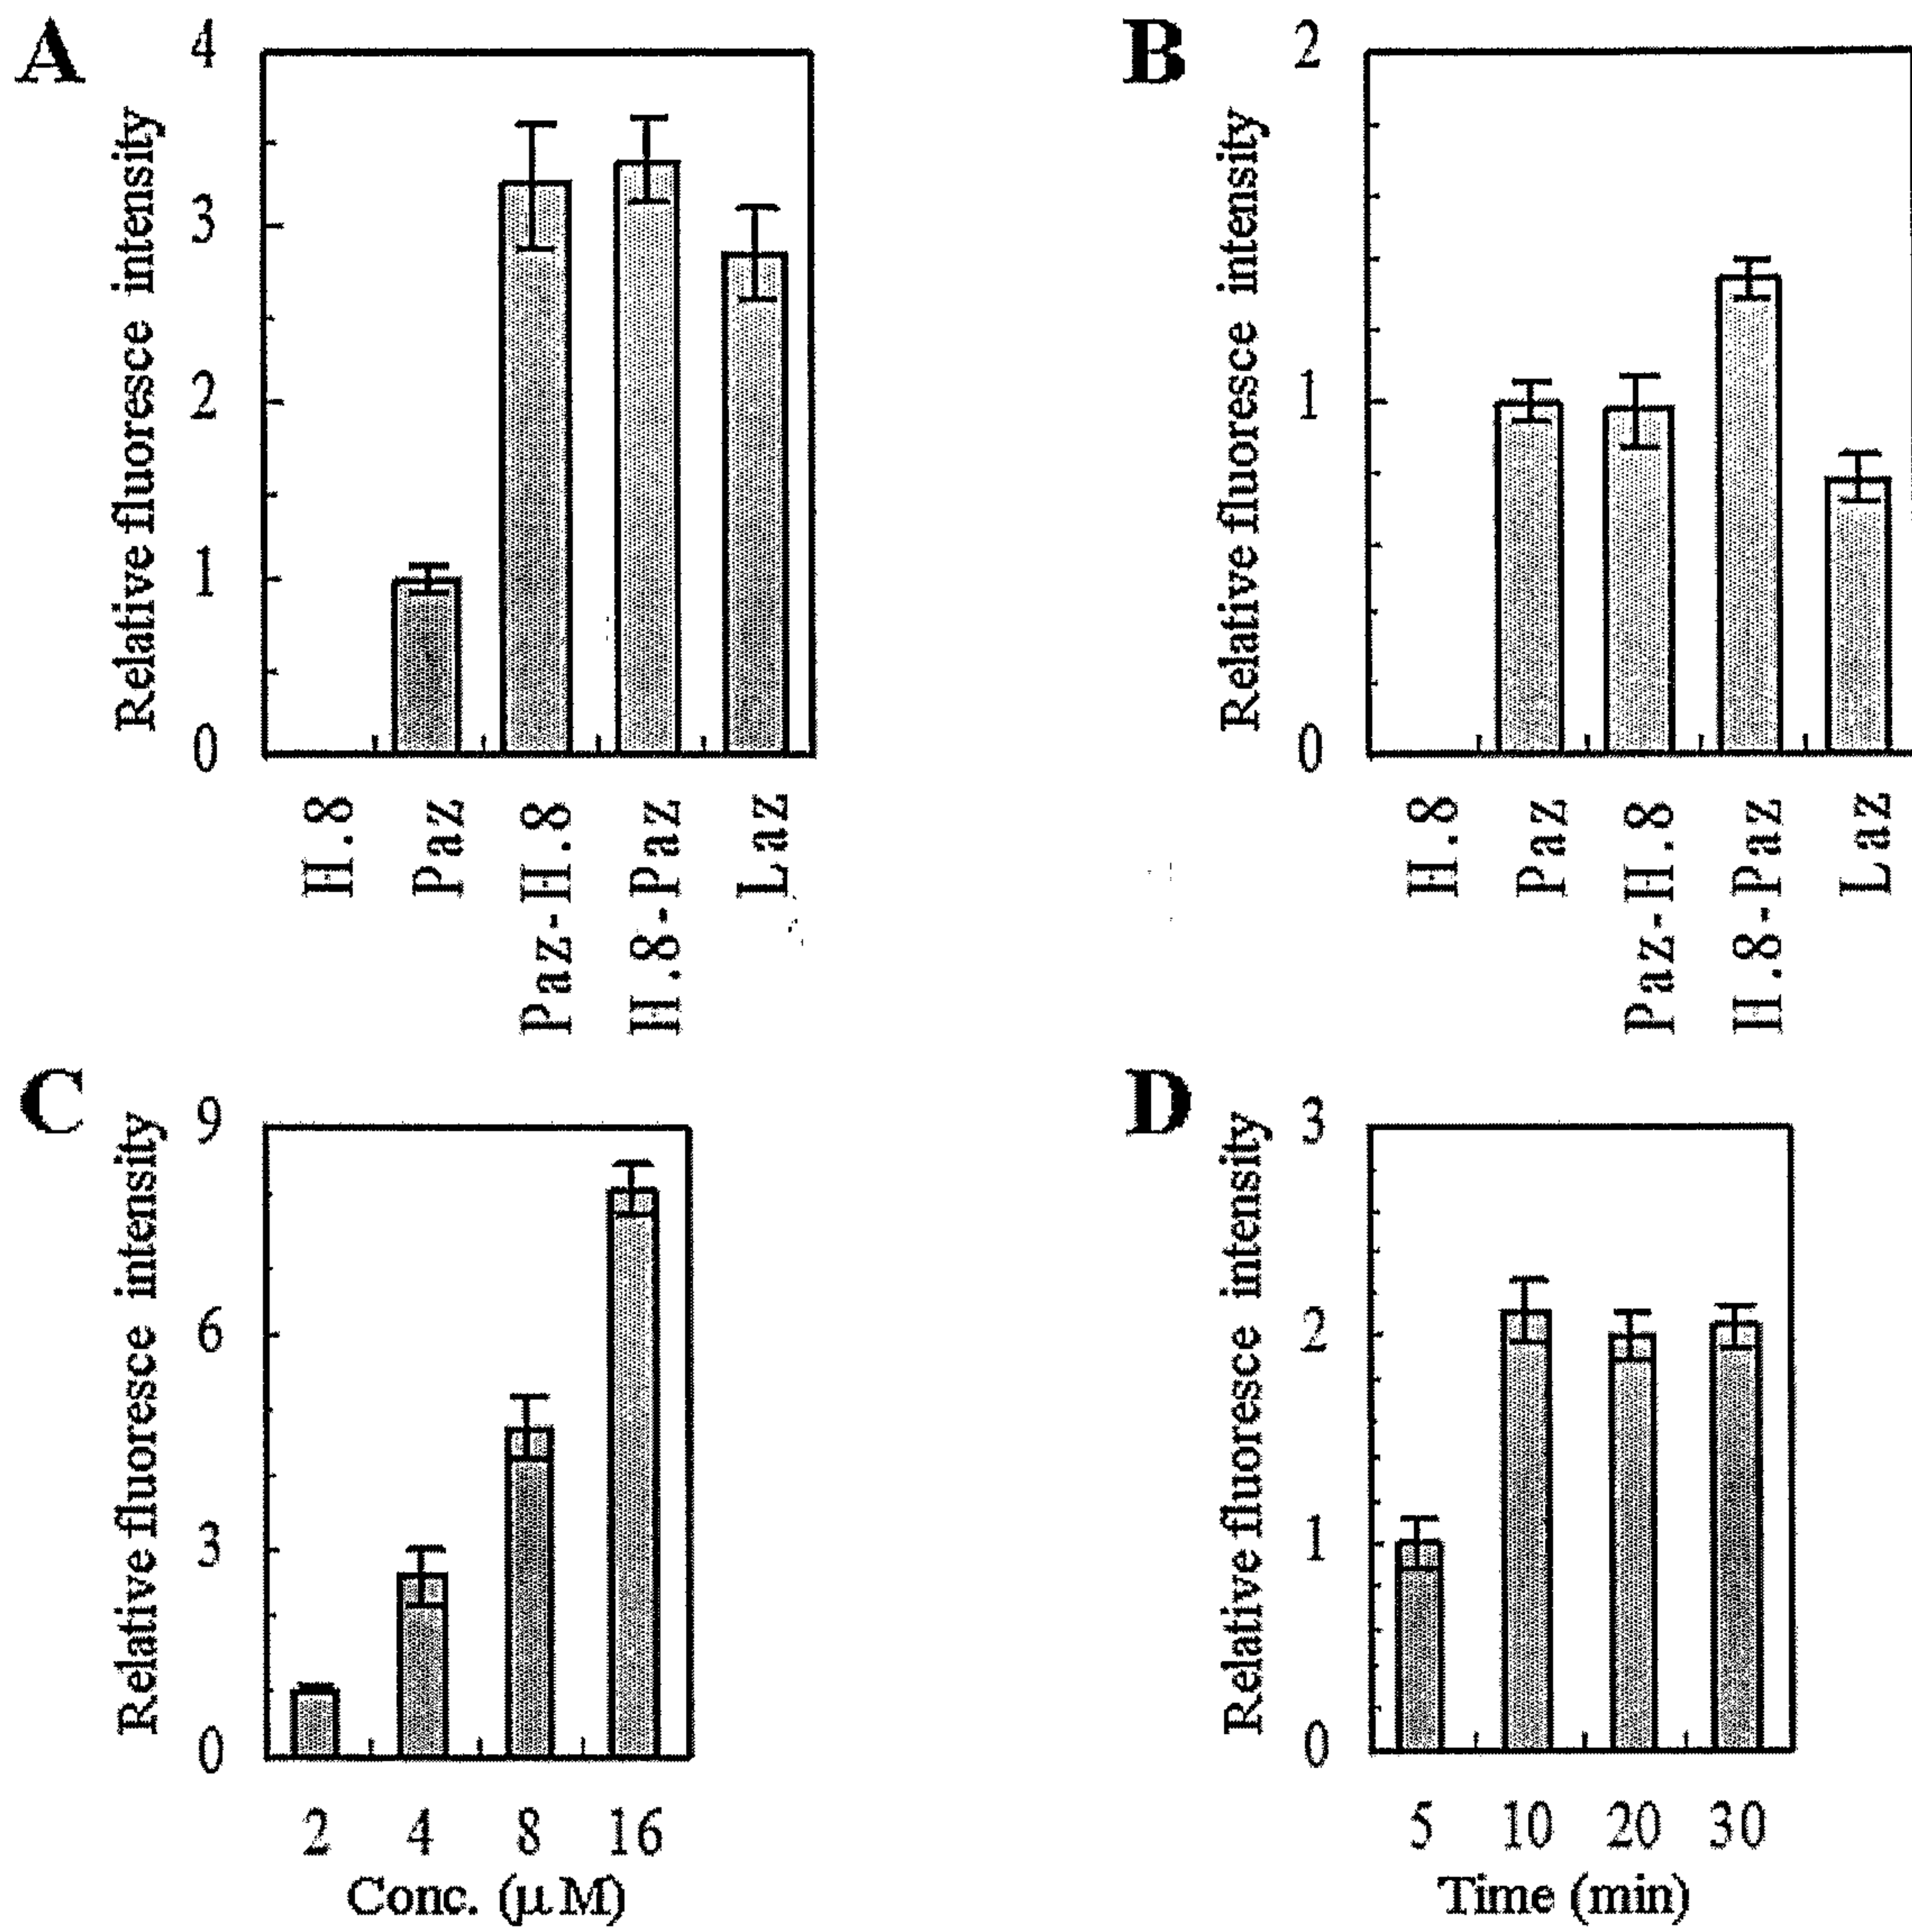 A
4
3
2
1
0
Relative fluoresce intensity
H.8
Paz
Paz-H.8
H.8-Paz
Laz
B
2
1
0
Relative fluoresce intensity
H.8
Paz
Paz-H.8
H.8-Paz
Laz
C
9
6
3
0
Relative fluoresce intensity
2 4 8 16
Conc. (μM)
D
3
2
1
0
Relative fluoresce intensity
5 10 20 30
Time (min)